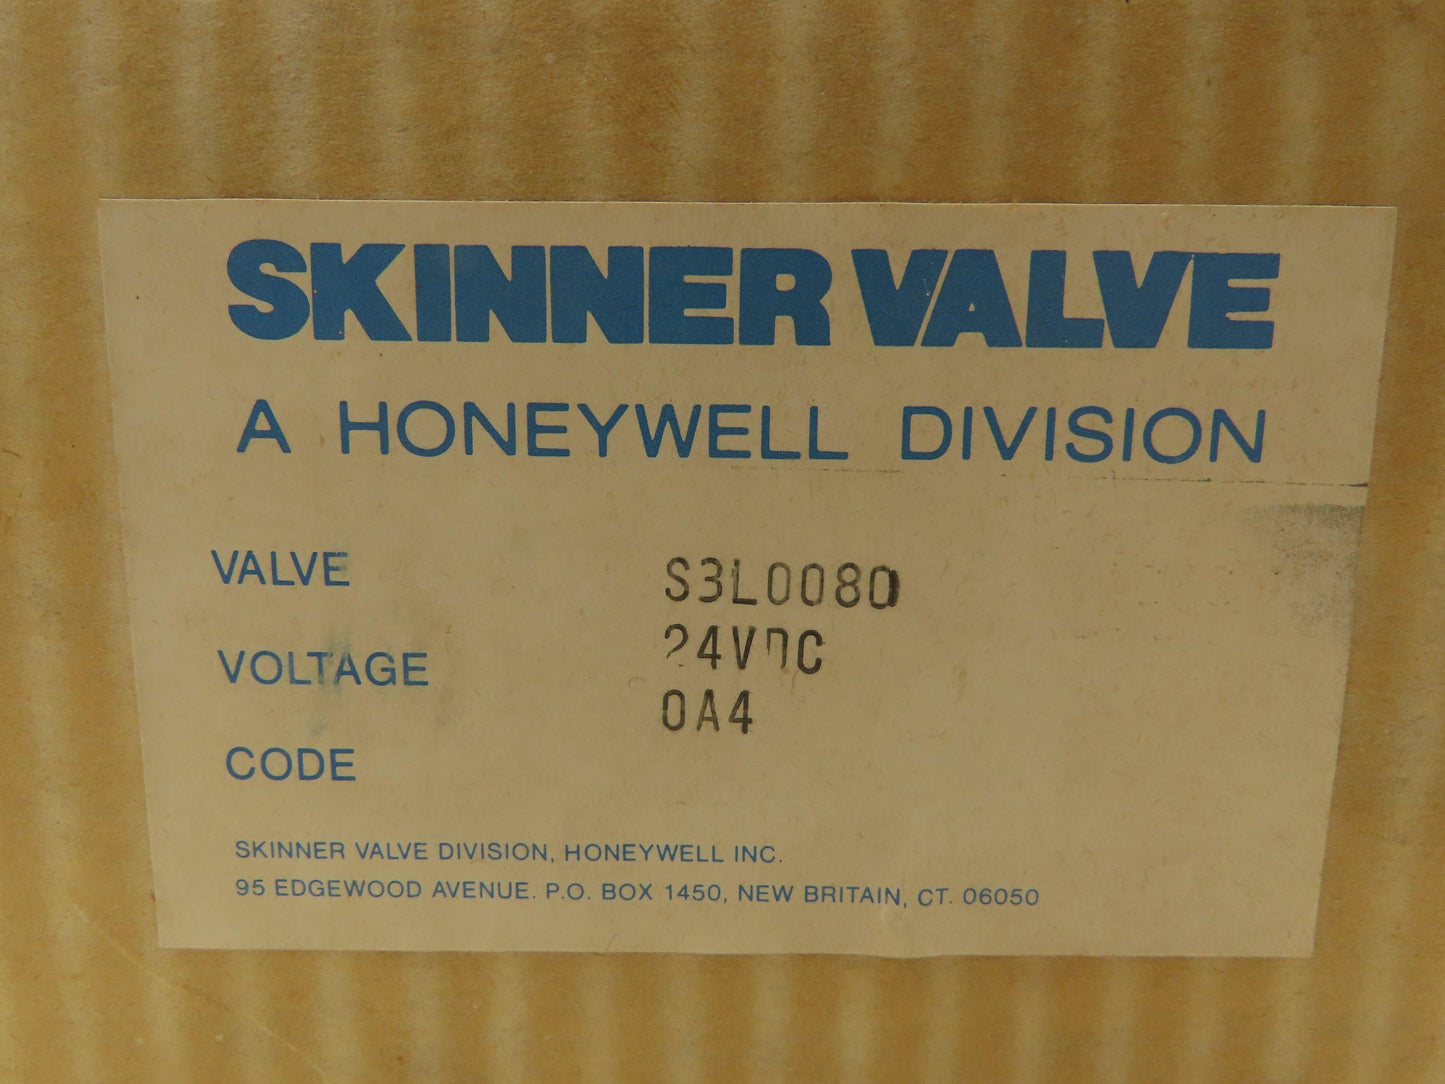 SKINNER VALVE
A HONEYWELL DIVISION
VALVE S3L0080
VOLTAGE 24VDC
0A4
CODE
SKINNER VALVE DIVISION, HONEYWELL INC.
95 EDGEWOOD AVENUE. P.O. BOX 1450, NEW BRITAIN, CT. 06050